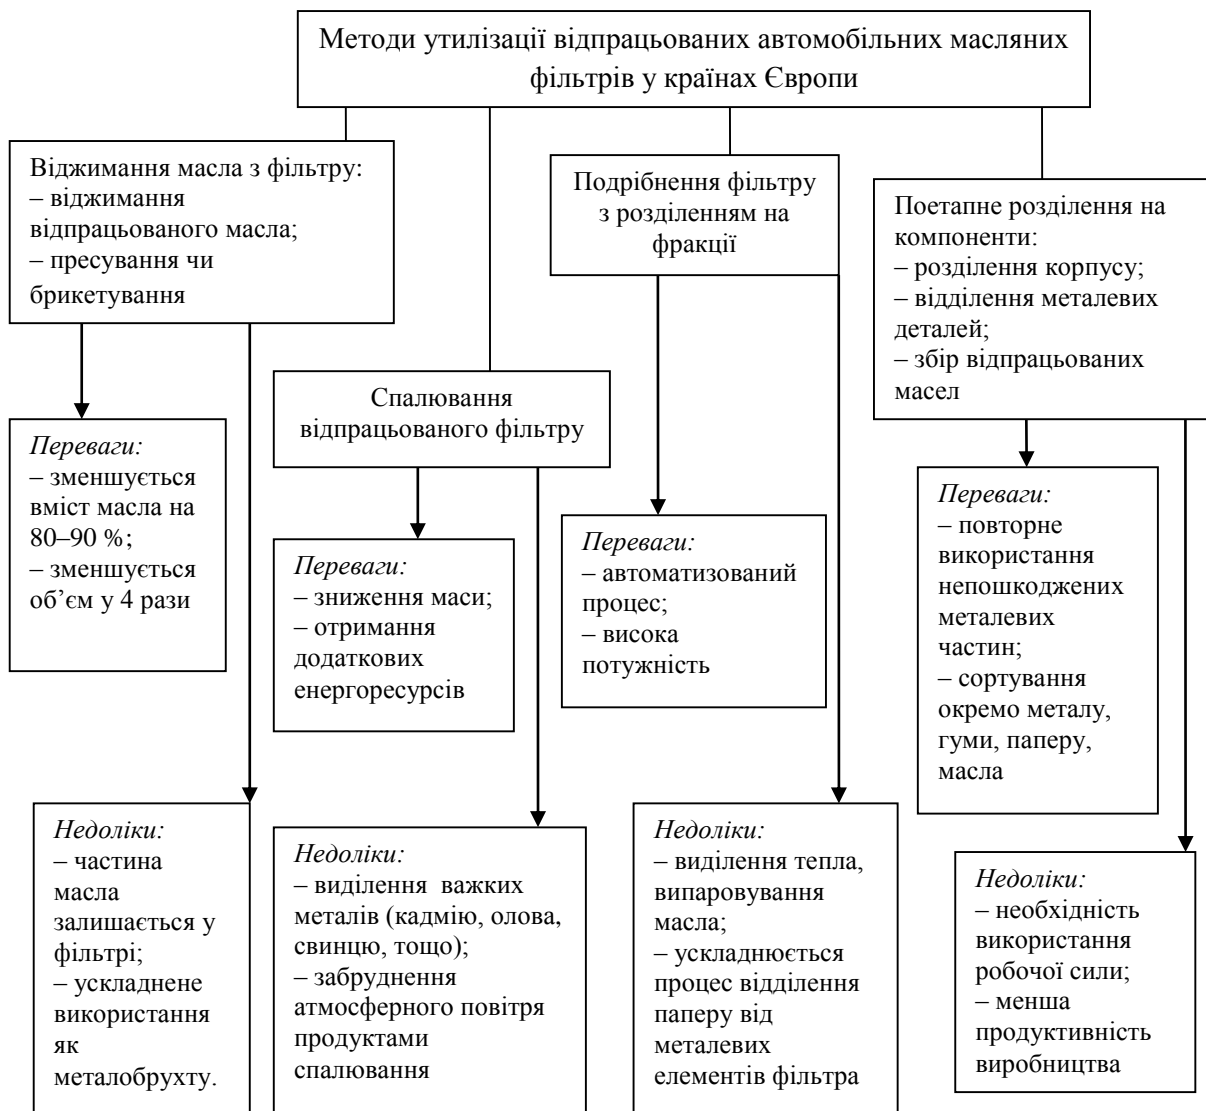 Методи утилізації відпрацьованих автомобільних масляних
фільтрів у країнах Європи
Віджимання масла з фільтру:
– віджимання
відпрацьованого масла;
– пресування чи
брикетування
Подрібнення фільтру
з розділенням на
фракції
Поетапне розділення на
компоненти:
– розділення корпусу;
– відділення металевих
деталей;
– збір відпрацьованих
масел
Спалювання
відпрацьованого фільтру
Переваги:
– зменшується
вміст масла на
80–90 %;
– зменшується
об’єм у 4 рази
Переваги:
– зниження маси;
– отримання
додаткових
енергоресурсів
Переваги:
– автоматизований
процес;
– висока
потужність
Переваги:
– повторне
використання
непошкоджених
металевих
частин;
– сортування
окремо металу,
гуми, паперу,
масла
Недоліки:
– частина
масла
залишається у
фільтрі;
– ускладнене
використання
як
металобрухту.
Недоліки:
– виділення важких
металів (кадмію, олова,
свинцю, тощо);
– забруднення
атмосферного повітря
продуктами
спалювання
Недоліки:
– виділення тепла,
випаровування
масла;
– ускладнюється
процес відділення
паперу від
металевих
елементів фільтра
Недоліки:
– необхідність
використання
робочої сили;
– менша
продуктивність
виробництва